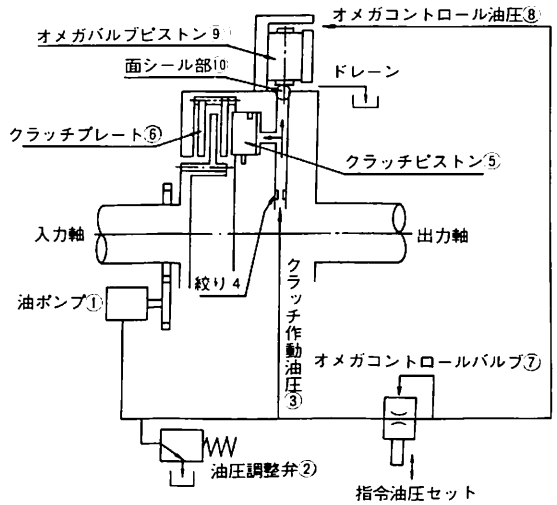 オメガコントロール油圧⑧
オメガバルブピストン⑨
面シール部⑩
ドレーン
クラッチプレート⑥
クラッチピストン⑤
入力軸
出力軸
絞り4
クラッチ作動油圧③
油ポンプ①
オメガコントロールバルブ⑦
油圧調整弁②
指令油圧セット